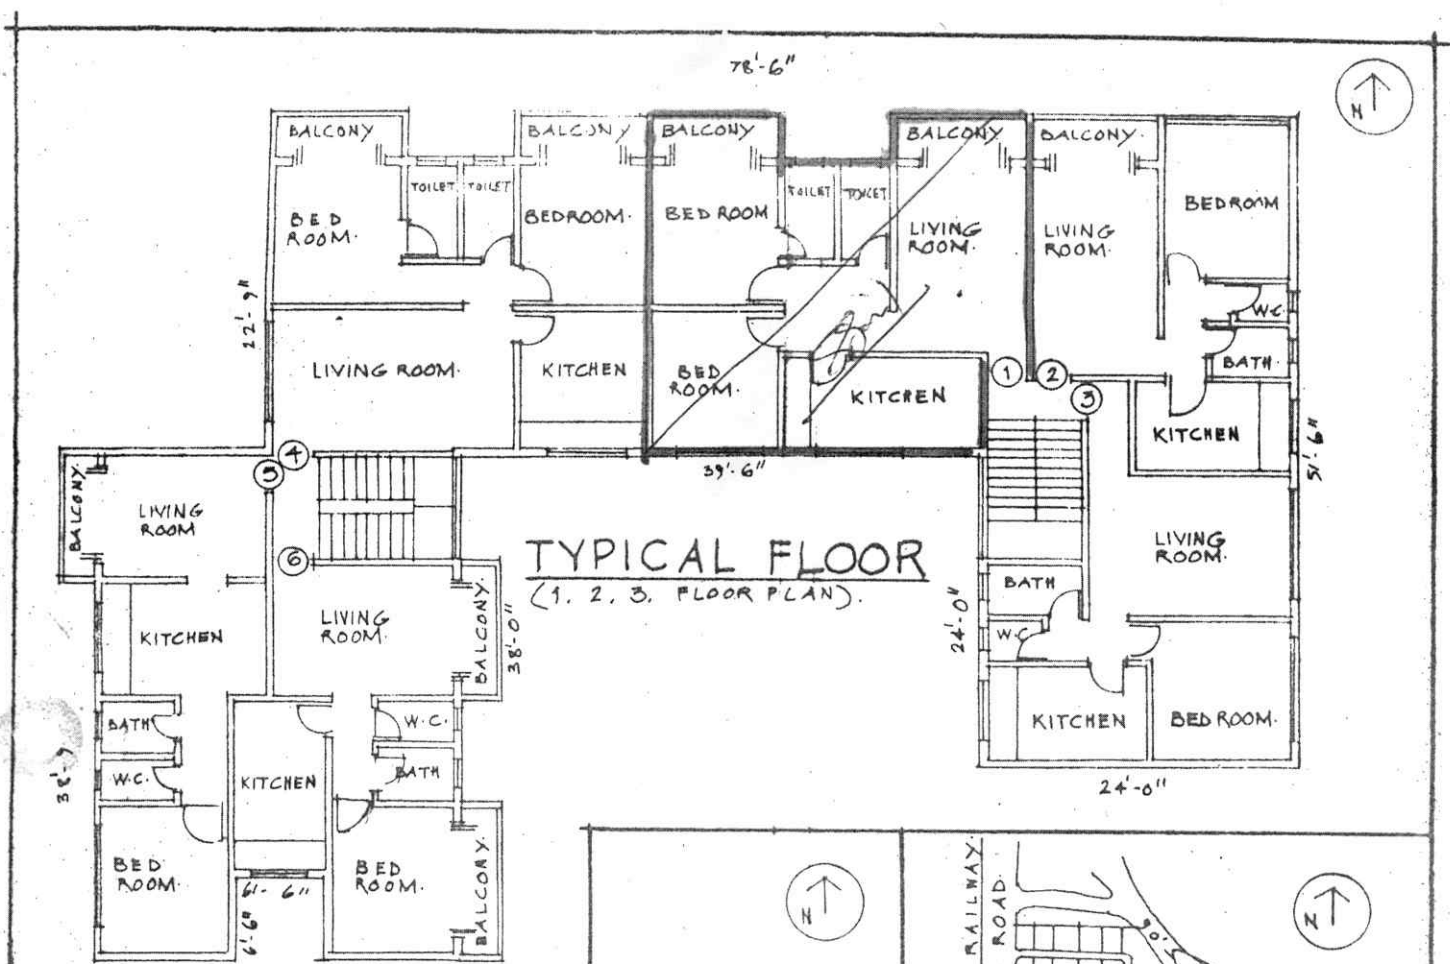 78'-6"
N
BALCONY BALCONY BALCONY BALCONY BALCONY.
TOILET TOILET TOILET TOILET
BED ROOM. BEDROOM. BED ROOM LIVING ROOM. LIVING ROOM. BEDROOM
22'-9"
W.C.
BATH.
LIVING ROOM. KITCHEN BED ROOM. KITCHEN 1 2 3
KITCHEN
51'-6"
4
5
39'-6"
BALCONY.
LIVING ROOM
TYPICAL FLOOR
(1. 2. 3. FLOOR PLAN).
LIVING ROOM.
6
BATH
W.C.
24'-0"
KITCHEN
LIVING ROOM.
BALCONY.
38'-0"
KITCHEN BED ROOM.
24'-0"
BATH
W.C.
38'-9
KITCHEN
W.C.
BATH
BED ROOM.
BED ROOM.
BALCONY.
61'-6"
6'-6"
N
RAILWAY
ROAD.
N
30'